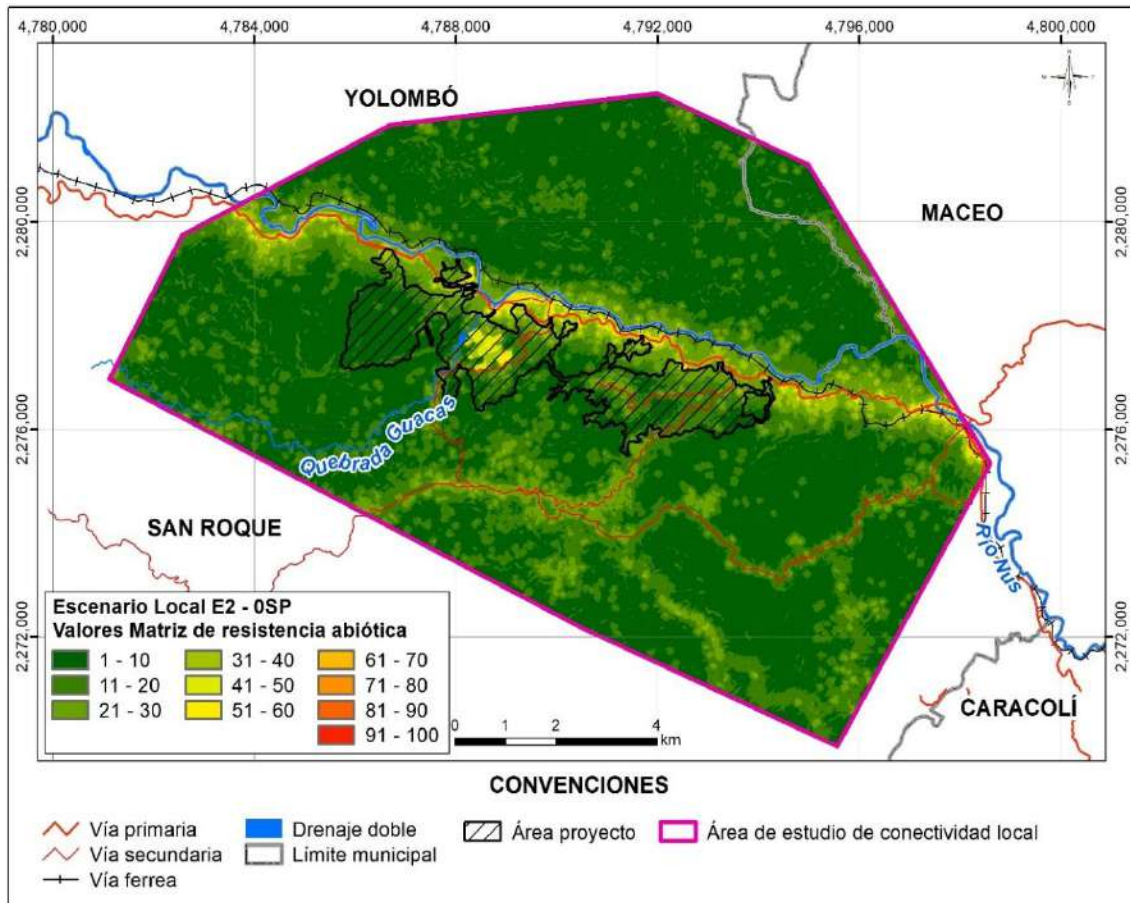 4,780,000 4,784,000 4,788,000 4,792,000 4,796,000 4,800,000
YOLOMBÓ
MACEO
2,280,000
2,280,000
2,276,000
2,276,000
Quebrada Guacas
SAN ROQUE
Río Nus
2,272,000
2,272,000
CARACOLÍ
Escenario Local E2 - 0SP
Valores Matriz de resistencia abiótica
1 - 10 31 - 40 61 - 70
11 - 20 41 - 50 71 - 80
21 - 30 51 - 60 81 - 90
91 - 100
0 1 2 4
km
CONVENCIONES
Vía primaria Drenaje doble Área proyecto Área de estudio de conectividad local
Vía secundaria Límite municipal
Vía ferrea